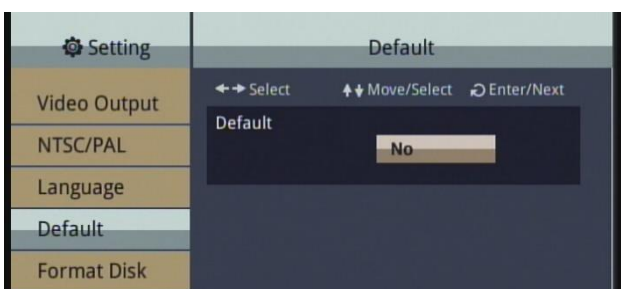 Setting
Default
Video Output
NTSC/PAL
Language
Default
Format Disk
Select Move/Select Enter/Next
Default
No